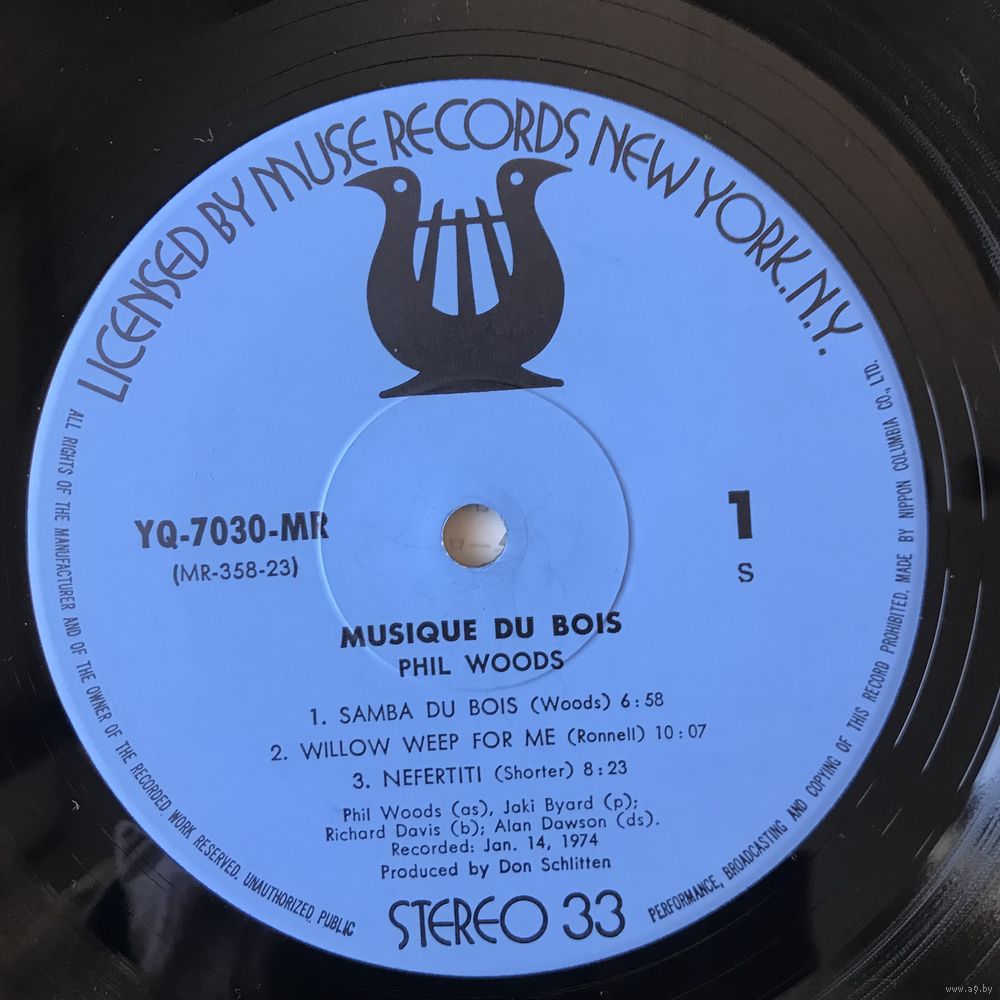 LICENSED BY MUSE RECORDS NEW YORK. N.Y.
YQ-7030-MR
(MR-358-23)
1
S
MUSIQUE DU BOIS
PHIL WOODS
1. SAMBA DU BOIS (Woods) 6:58
2. WILLOW WEEP FOR ME (Ronnell) 10:07
3. NEFERTITI (Shorter) 8:23
Phil Woods (as), Jaki Byard (p);
Richard Davis (b); Alan Dawson (ds).
Recorded: Jan. 14, 1974
Produced by Don Schlitten
STEREO 33
ALL RIGHTS OF THE MANUFACTURER AND OF THE OWNER OF THE RECORDED, WORK RESERVED, UNAUTHORIZED, PUBLIC PERFORMANCE, BROADCASTING AND COPYING OF THIS RECORD PROHIBITED, MADE BY NIPPON COLUMBIA CO., LTD.
www.a9.by